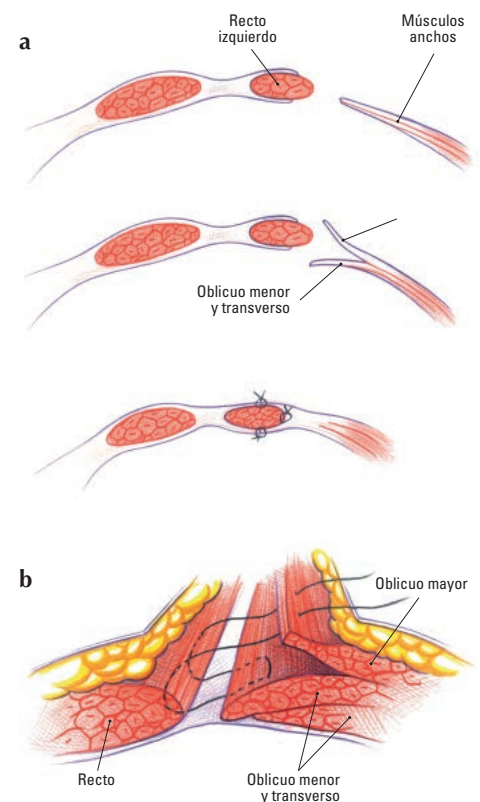 a
Recto
izquierdo
Músculos
anchos
Oblicuo menor
y transverso
b
Oblicuo mayor
Recto
Oblicuo menor
y transverso